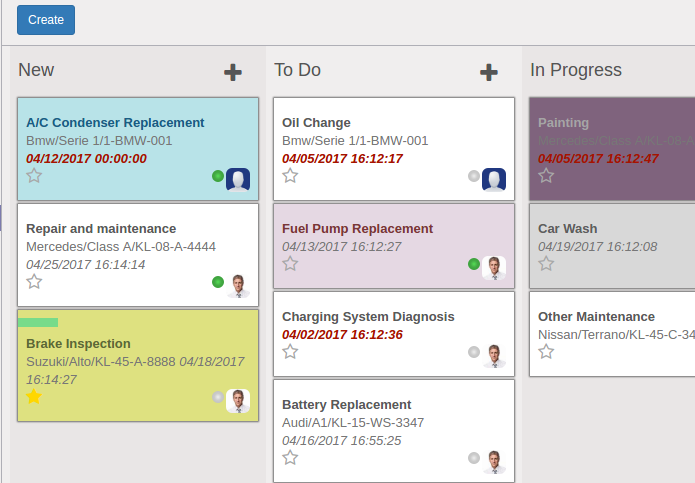 Create
New
A/C Condenser Replacement
Bmw/Serie 1/1-BMW-001
04/12/2017 00:00:00
Repair and maintenance
Mercedes/Class A/KL-08-A-4444
04/25/2017 16:14:14
Brake Inspection
Suzuki/Alto/KL-45-A-8888 04/18/2017
16:14:27
To Do
Oil Change
Bmw/Serie 1/1-BMW-001
04/05/2017 16:12:17
Fuel Pump Replacement
04/13/2017 16:12:27
Charging System Diagnosis
04/02/2017 16:12:36
Battery Replacement
Audi/A1/KL-15-WS-3347
04/16/2017 16:55:25
In Progress
Painting
Mercedes/Class A/KL-08-A
04/05/2017 16:12:47
Car Wash
04/19/2017 16:12:08
Other Maintenance
Nissan/Terrano/KL-45-C-34